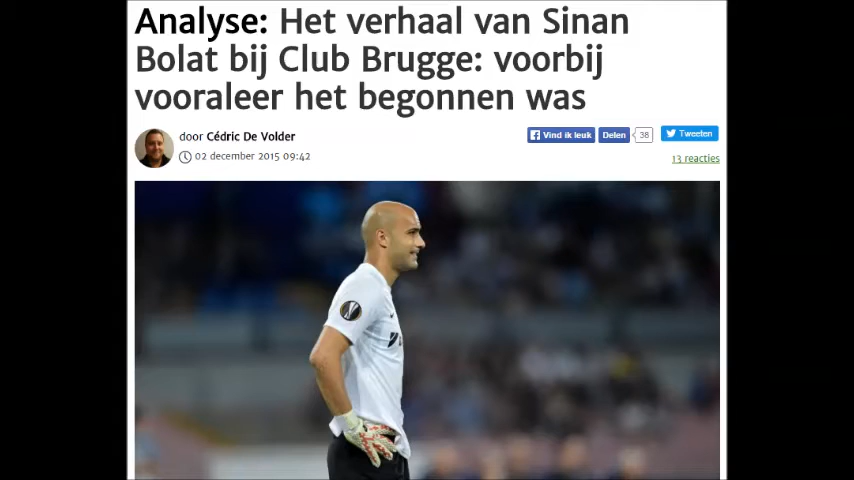 Analyse: Het verhaal van Sinan
Bolat bij Club Brugge: voorbij
vooraleer het begonnen was
door Cédric De Volder
02 december 2015 09:42
Vind ik leuk Delen 38 Tweeten
13 reacties